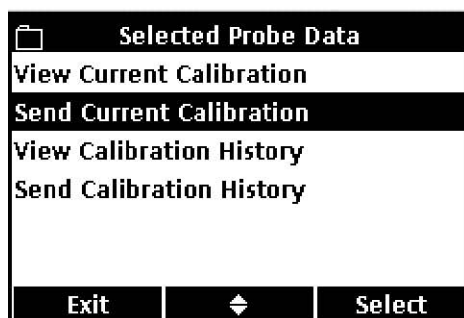 Selected Probe Data
View Current Calibration
Send Current Calibration
View Calibration History
Send Calibration History
Exit Select